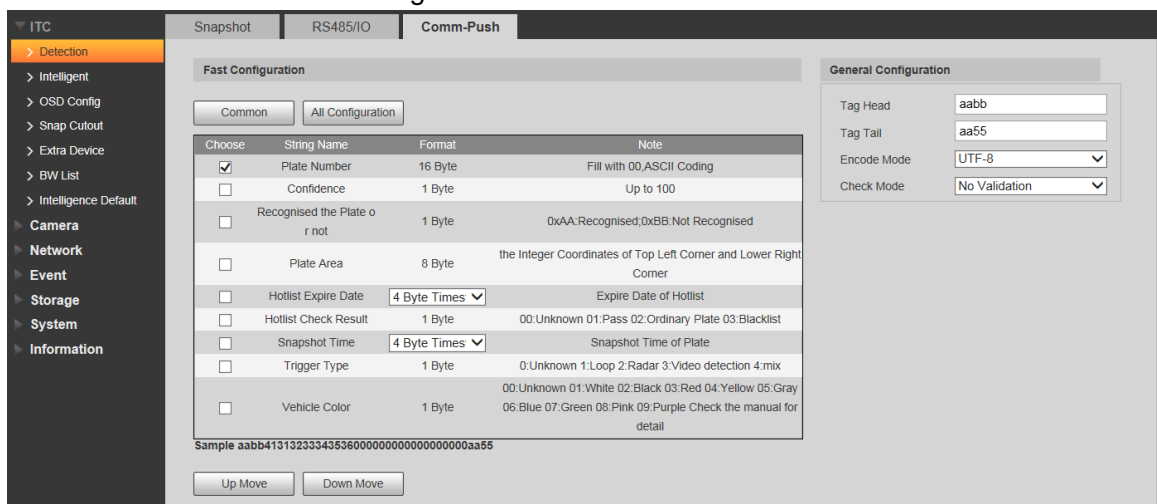 ITC
Detection
Intelligent
OSD Config
Snap Cutout
Extra Device
BW List
Intelligence Default
Camera
Network
Event
Storage
System
Information
Snapshot RS485/IO Comm-Push
Fast Configuration
Common All Configuration
Choose String Name Format Note
Plate Number 16 Byte Fill with 00,ASCII Coding
Confidence 1 Byte Up to 100
Recognised the Plate o
r not 1 Byte 0xAA:Recognised;0xBB:Not Recognised
Plate Area 8 Byte the Integer Coordinates of Top Left Corner and Lower Right
Corner
Hotlist Expire Date 4 Byte Times Expire Date of Hotlist
Hotlist Check Result 1 Byte 00:Unknown 01:Pass 02:Ordinary Plate 03:Blacklist
Snapshot Time 4 Byte Times Snapshot Time of Plate
Trigger Type 1 Byte 0:Unknown 1:Loop 2:Radar 3:Video detection 4:mix
Vehicle Color 1 Byte 00:Unknown 01:White 02:Black 03:Red 04:Yellow 05:Gray
06:Blue 07:Green 08:Pink 09:Purple Check the manual for
detail
Sample aabb41313233343536000000000000000000aa55
Up Move Down Move
General Configuration
Tag Head aabb
Tag Tail aa55
Encode Mode UTF-8
Check Mode No Validation